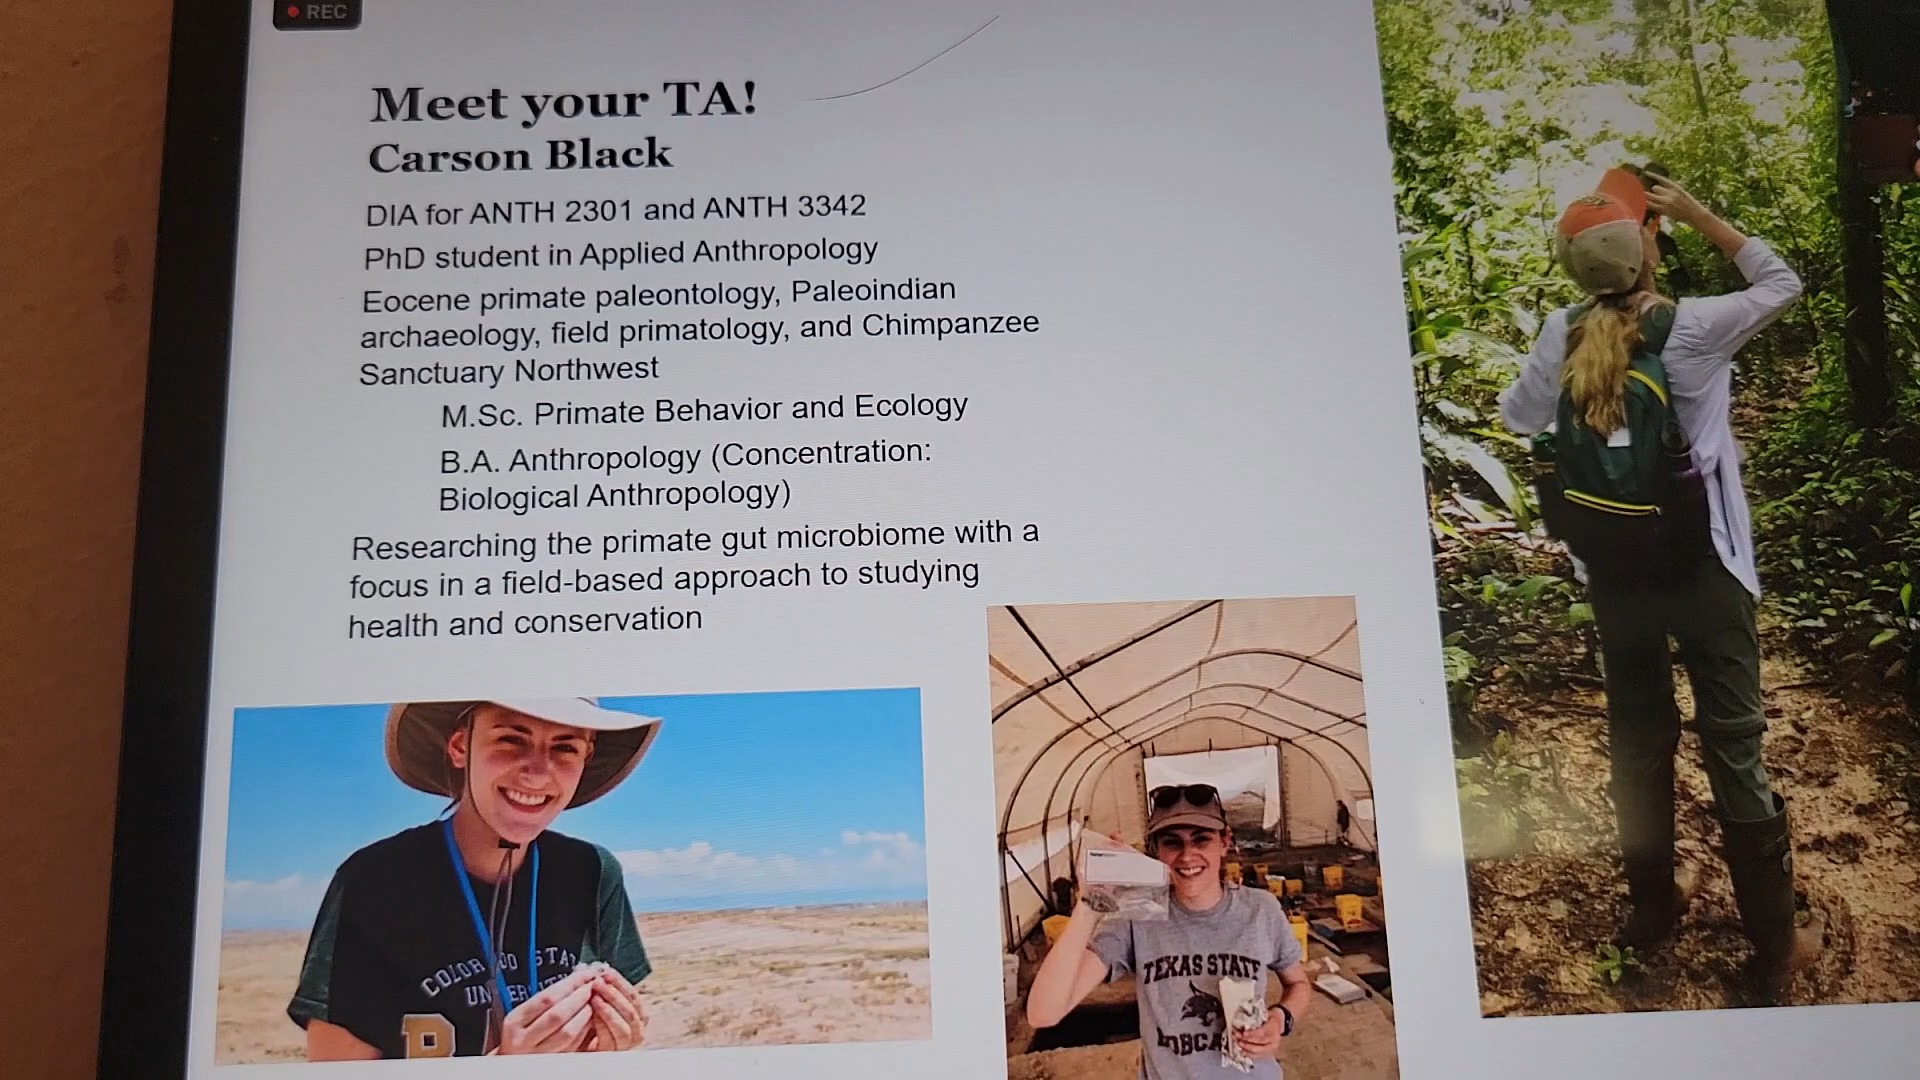 REC
Meet your TA!
Carson Black
DIA for ANTH 2301 and ANTH 3342
PhD student in Applied Anthropology
Eocene primate paleontology, Paleoindian
archaeology, field primatology, and Chimpanzee
Sanctuary Northwest
M.Sc. Primate Behavior and Ecology
B.A. Anthropology (Concentration:
Biological Anthropology)
Researching the primate gut microbiome with a
focus in a field-based approach to studying
health and conservation
TEXAS STATE